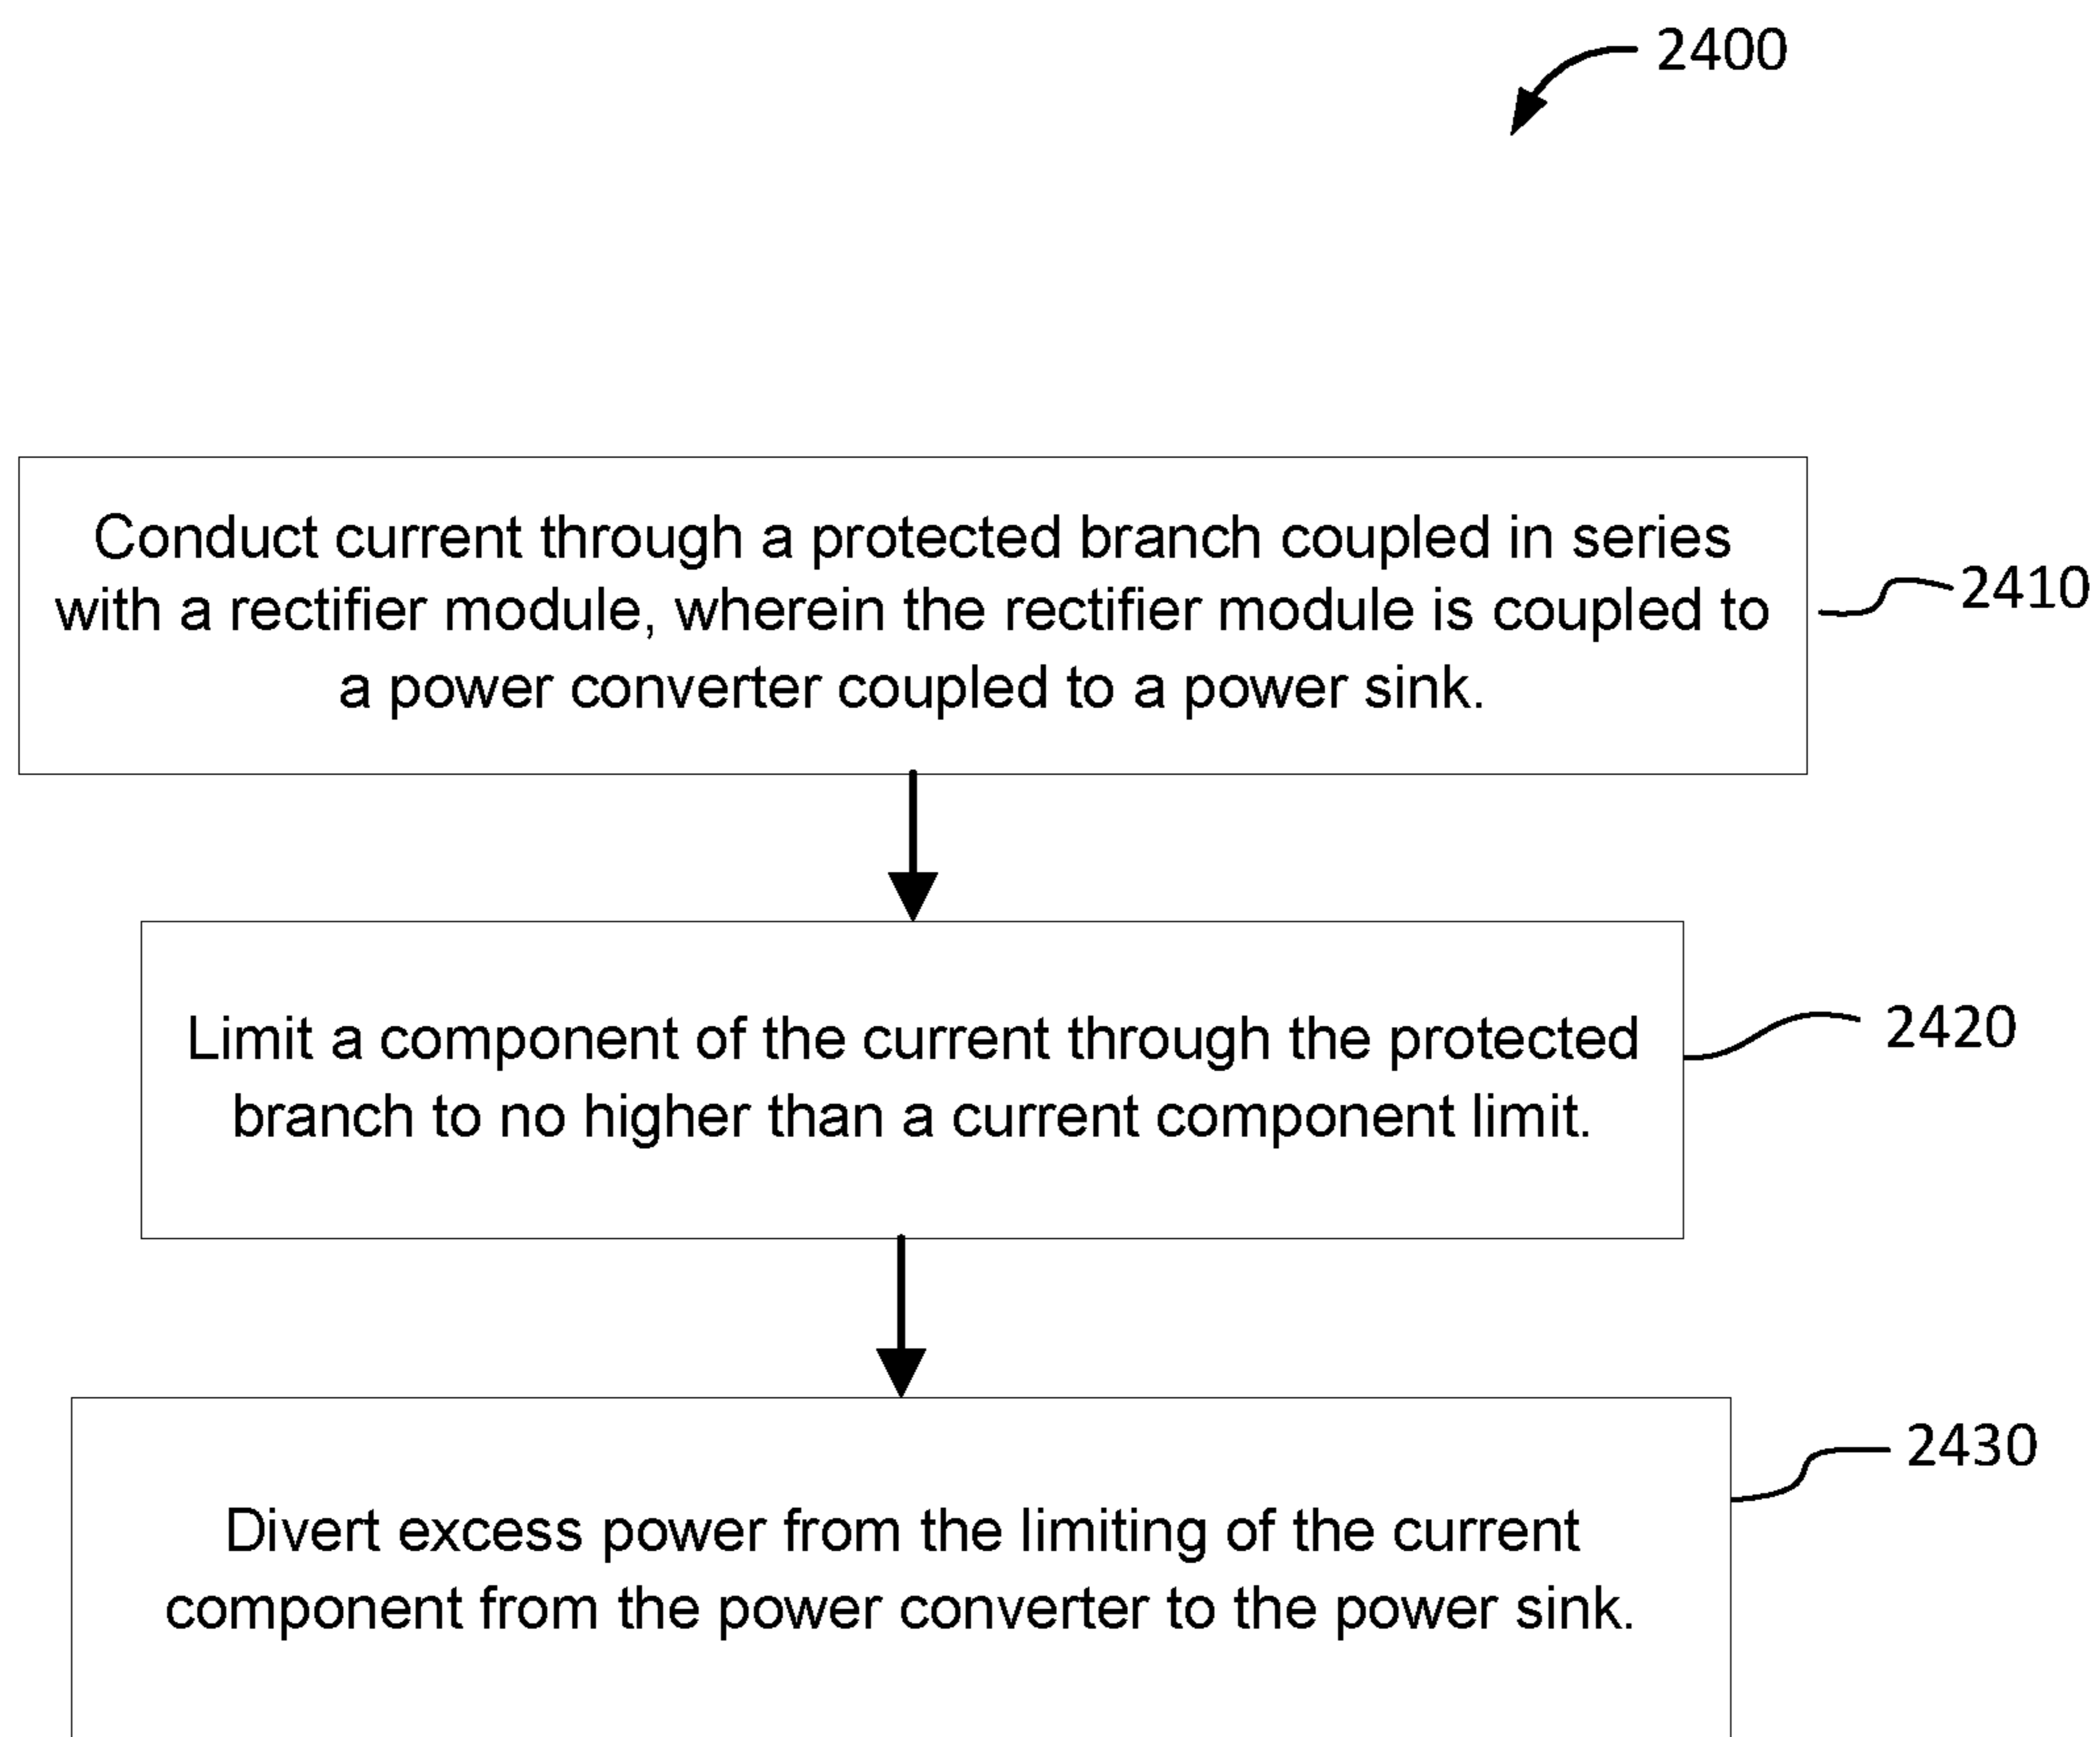 2400
Conduct current through a protected branch coupled in series
with a rectifier module, wherein the rectifier module is coupled to
a power converter coupled to a power sink.
2410
Limit a component of the current through the protected
branch to no higher than a current component limit.
2420
Divert excess power from the limiting of the current
component from the power converter to the power sink.
2430